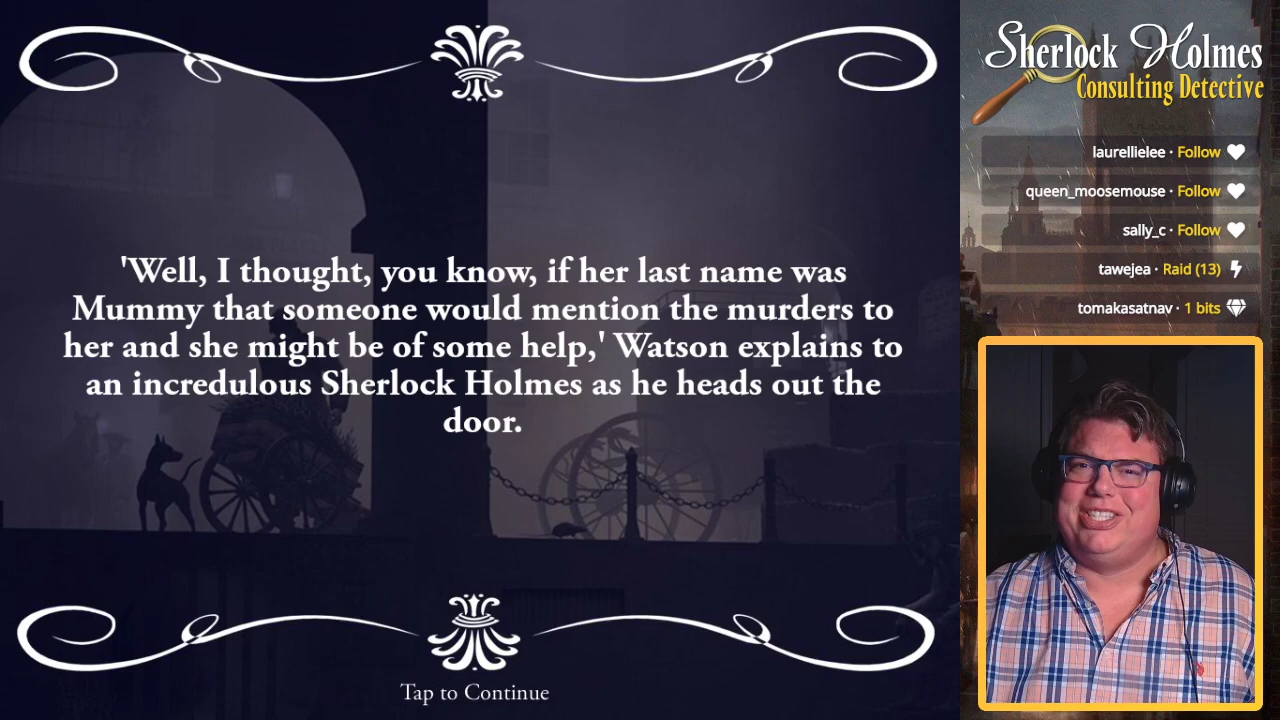 'Well, I thought, you know, if her last name was
Mummy that someone would mention the murders to
her and she might be of some help,' Watson explains to
an incredulous Sherlock Holmes as he heads out the
door.
Tap to Continue
Sherlock Holmes
Consulting Detective
laurellielee · Follow
queen_moosemouse · Follow
sally_c · Follow
tawejea · Raid (13)
tomakasatnav · 1 bits